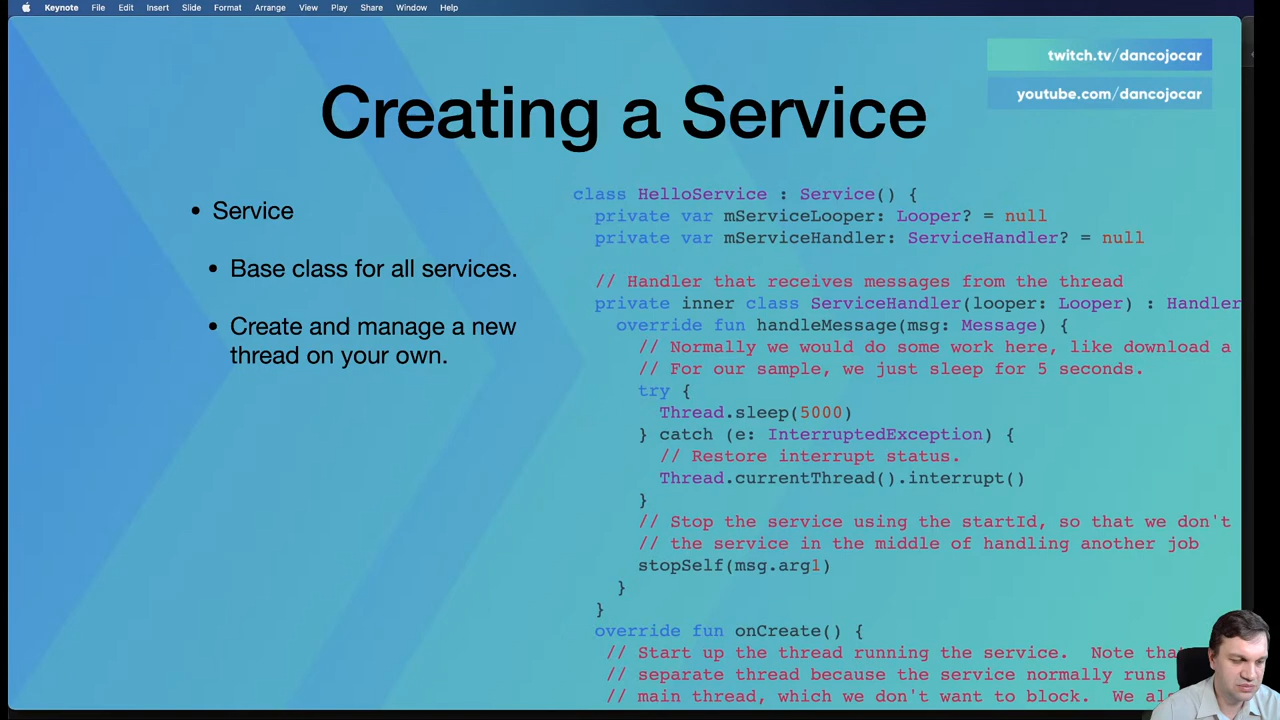 Keynote File Edit Insert Slide Format Arrange View Play Share Window Help
twitch.tv/dancojocar
youtube.com/dancojocar
Creating a Service
• Service
• Base class for all services.
• Create and manage a new
thread on your own.
class HelloService : Service() {
private var mServiceLooper: Looper? = null
private var mServiceHandler: ServiceHandler? = null
// Handler that receives messages from the thread
private inner class ServiceHandler(looper: Looper) : Handler
override fun handleMessage(msg: Message) {
// Normally we would do some work here, like download a
// For our sample, we just sleep for 5 seconds.
try {
Thread.sleep(5000)
} catch (e: InterruptedException) {
// Restore interrupt status.
Thread.currentThread().interrupt()
}
// Stop the service using the startId, so that we don't
// the service in the middle of handling another job
stopSelf(msg.arg1)
}
}
override fun onCreate() {
// Start up the thread running the service. Note that
// separate thread because the service normally runs
// main thread, which we don't want to block. We als